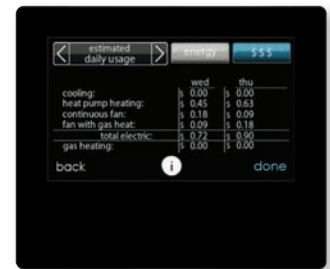 < estimated daily usage > energy $$$
wed thu
cooling: $ 0.00 $ 0.00
heat pump heating: $ 0.45 $ 0.63
continuous fan: $ 0.18 $ 0.09
fan with gas heat: $ 0.09 $ 0.18
total electric: $ 0.72 $ 0.90
gas heating: $ 0.00 $ 0.00
back i done